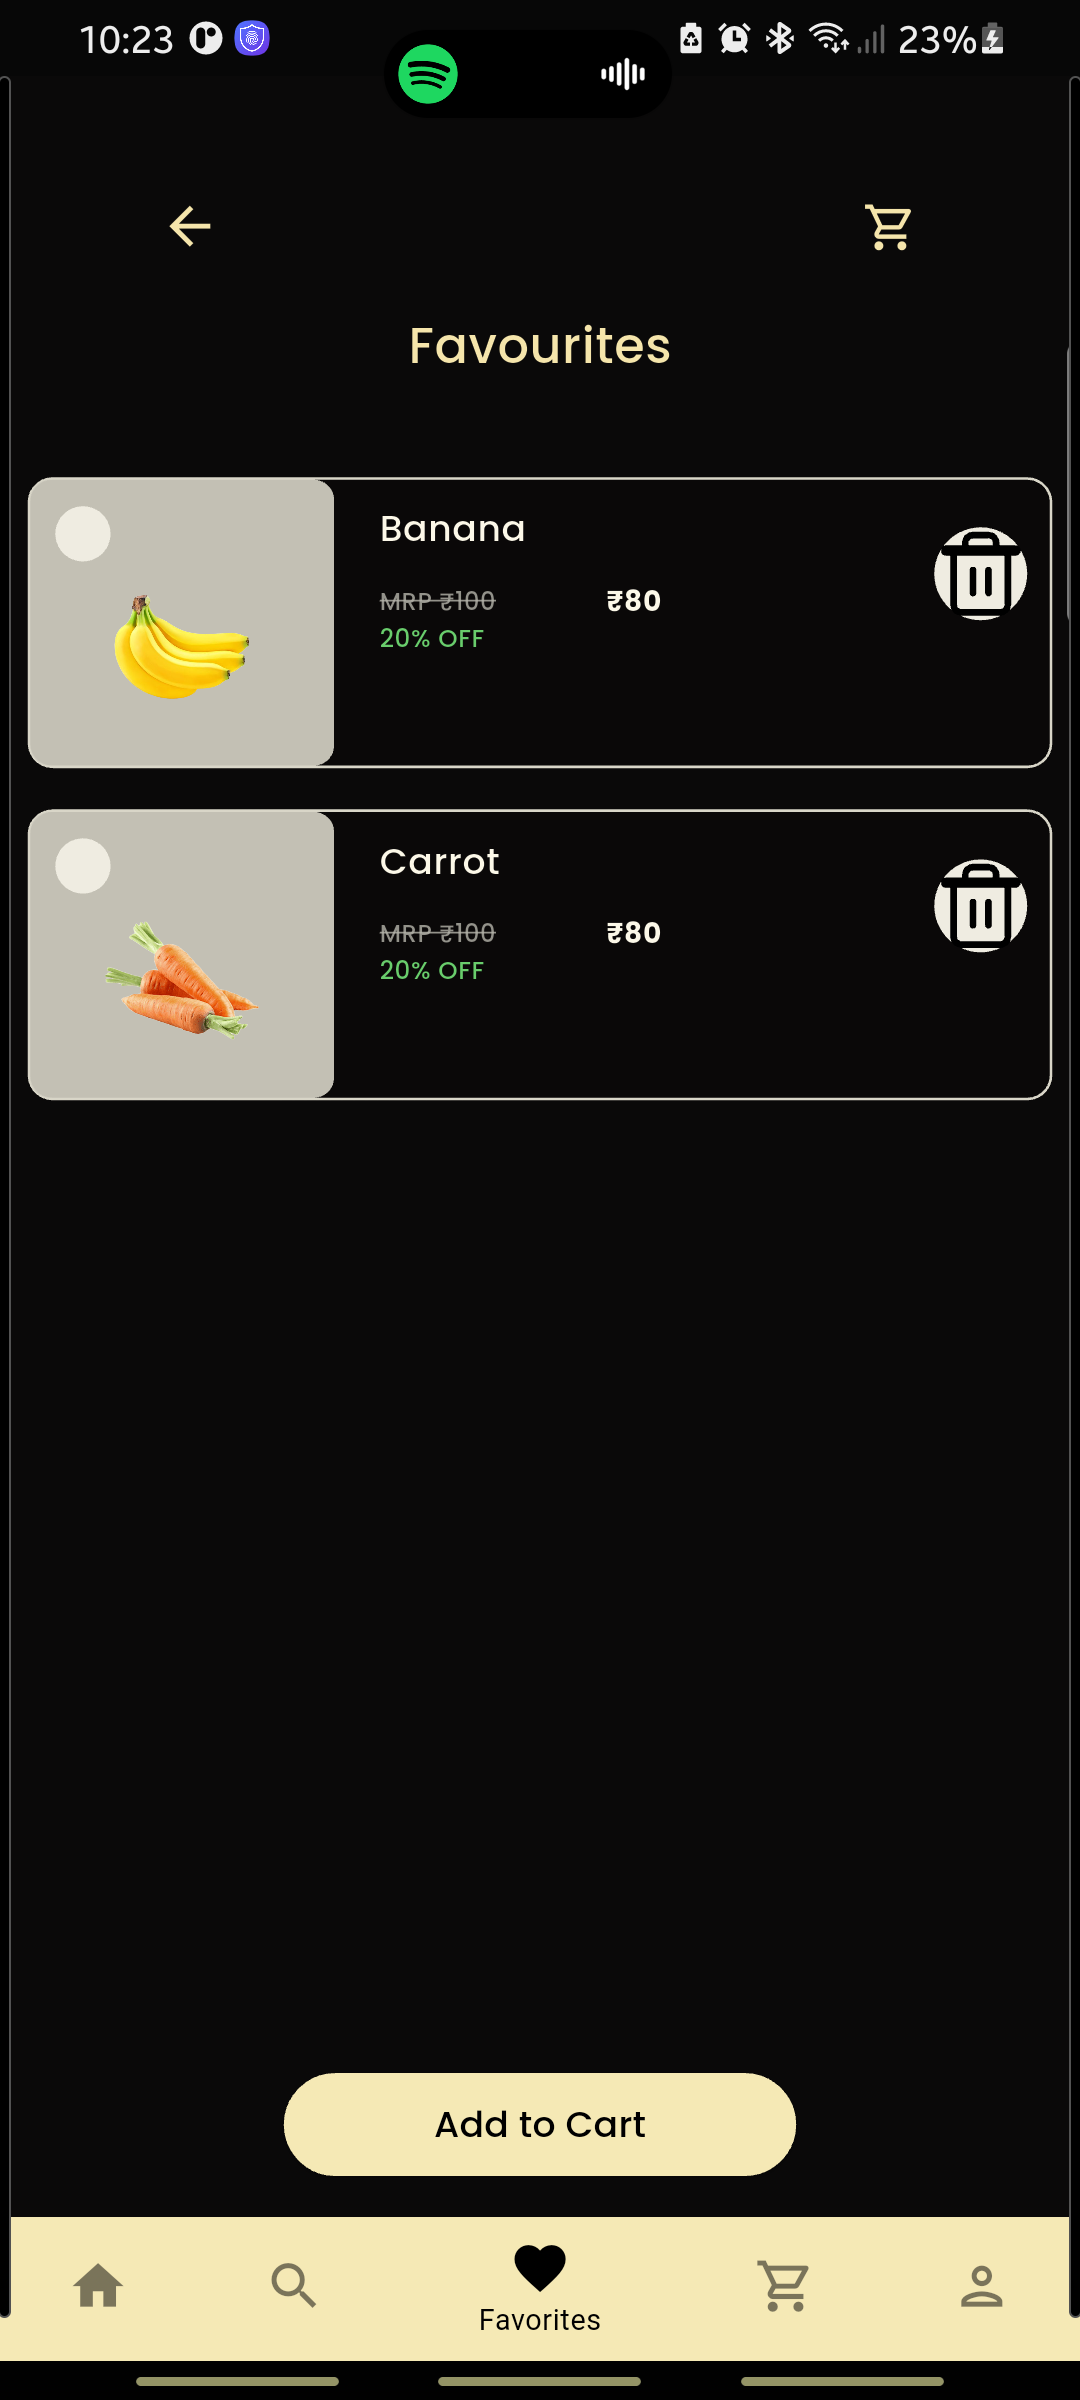 10:23 23%
Favourites
Banana
MRP ₹100 ₹80
20% OFF
Carrot
MRP ₹100 ₹80
20% OFF
Add to Cart
Favorites